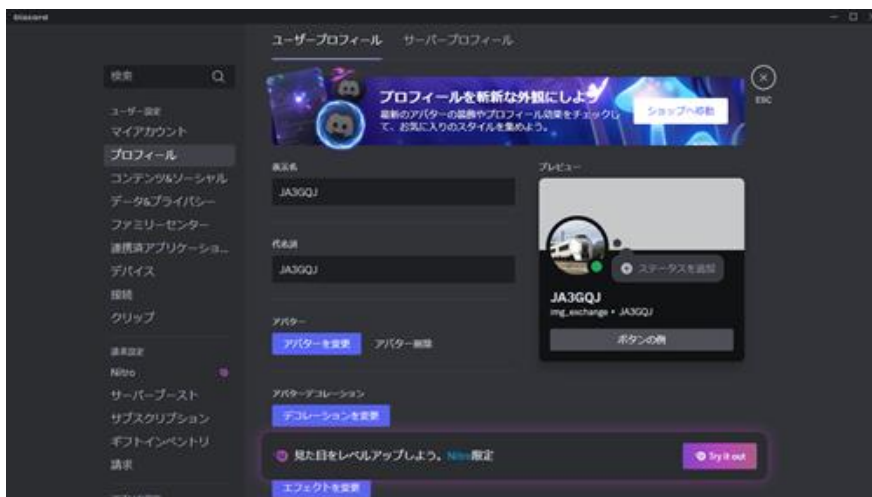 Discord
ユーザープロフィール サーバープロフィール
検索
プロフィールを斬新な外観にしよう
最新のアバターの装飾やプロフィール効果をチェックし
て、お気に入りのスタイルを集めよう。
ショップへ移動
ESC
ユーザー設定
マイアカウント
プロフィール
コンテンツ&ソーシャル
データ&プライバシー
ファミリーセンター
連携済アプリケーショ...
デバイス
接続
クリップ
請求設定
Nitro
サーバーブースト
サブスクリプション
ギフトインベントリ
請求
表示名
JA3GQJ
代名詞
JA3GQJ
アバター
アバターを変更 アバター削除
アバターデコレーション
デコレーションを変更
プレビュー
ステータスを追加
JA3GQJ
img_exchange • JA3GQJ
ボタンの例
見た目をレベルアップしよう。Nitro限定
Try it out
エフェクトを変更